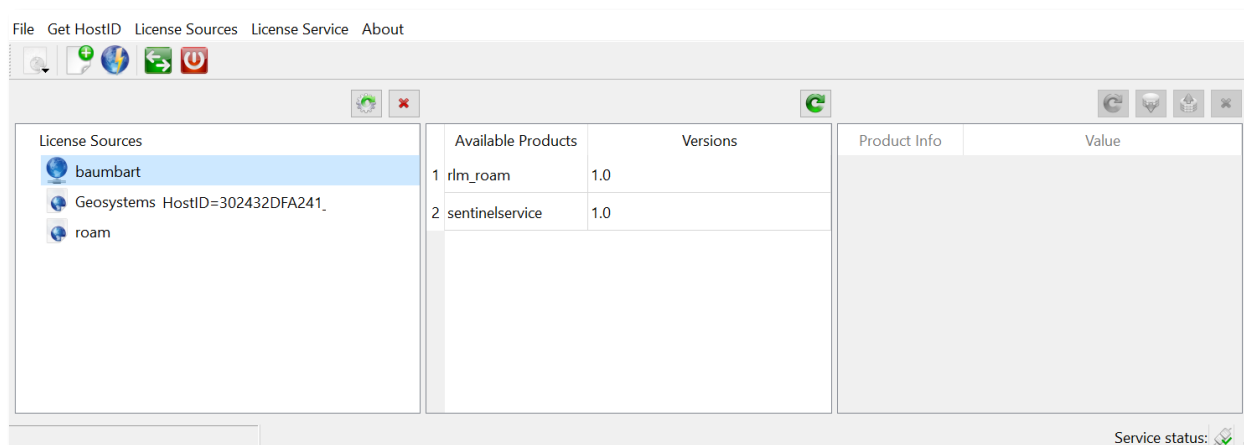 File Get HostID License Sources License Service About
License Sources
baumbart
Geosystems HostID=302432DFA241_
roam
Available Products Versions
1 rlm_roam 1.0
2 sentinelservice 1.0
Product Info Value
Service status: